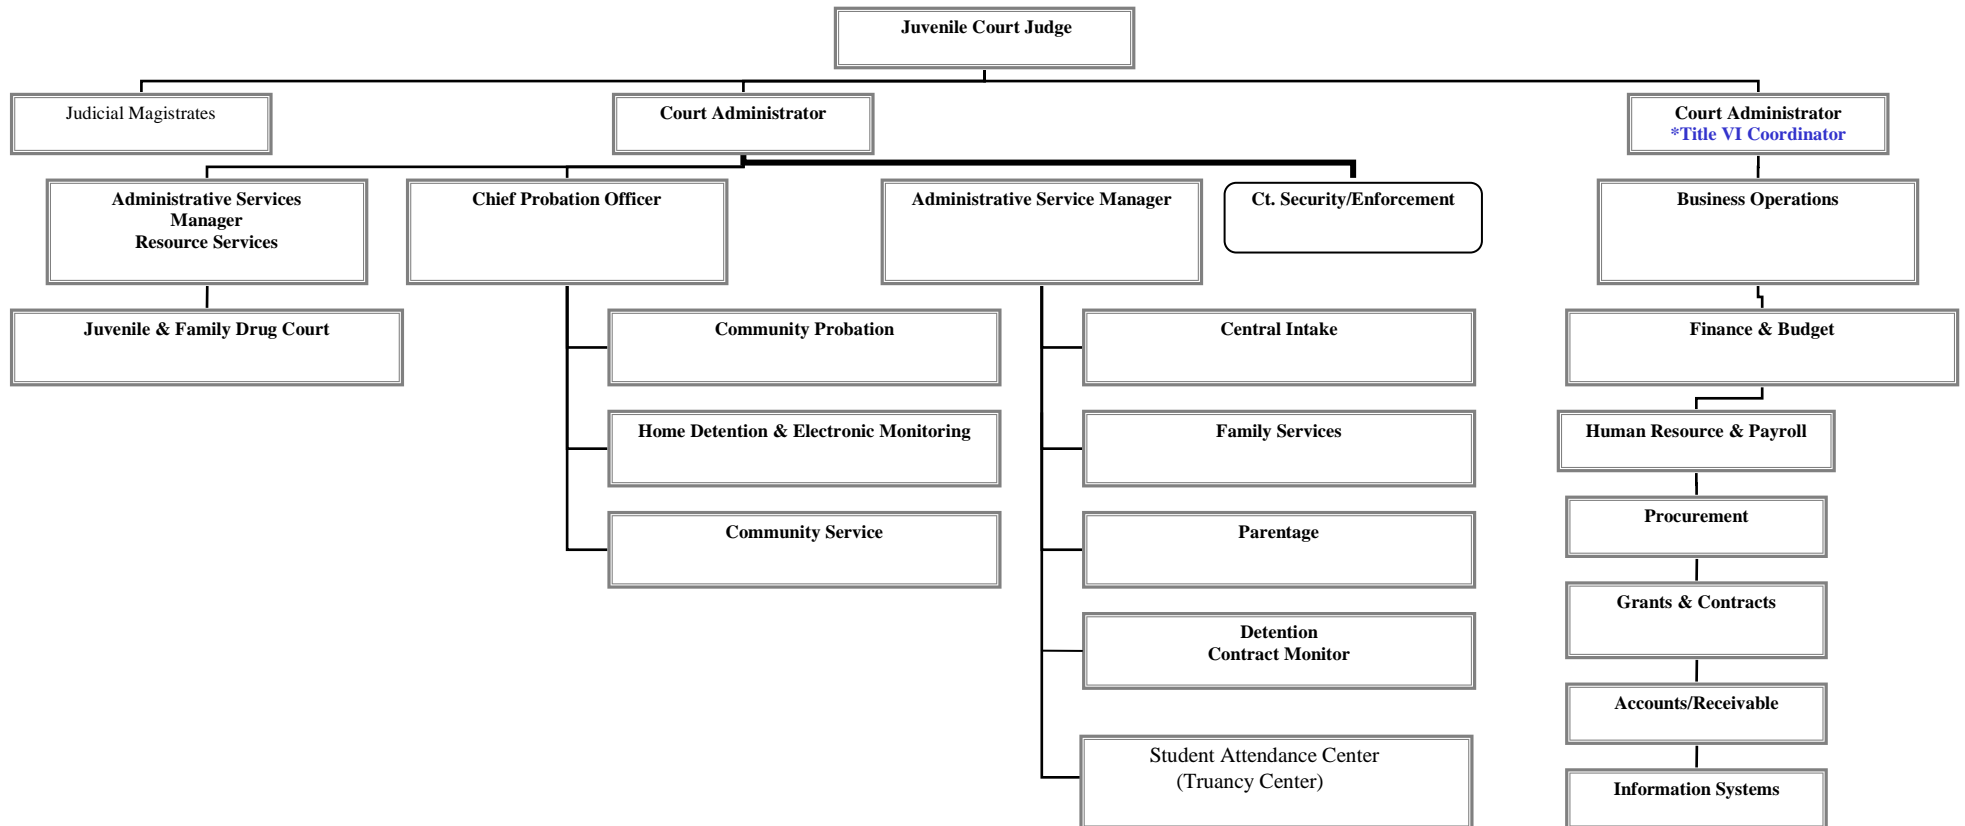 Juvenile Court Judge
Judicial Magistrates
Court Administrator
Court Administrator
*Title VI Coordinator
Administrative Services
Manager
Resource Services
Chief Probation Officer
Administrative Service Manager
Ct. Security/Enforcement
Business Operations
Juvenile & Family Drug Court
Community Probation
Central Intake
Finance & Budget
Home Detention & Electronic Monitoring
Family Services
Human Resource & Payroll
Community Service
Parentage
Procurement
Detention
Contract Monitor
Grants & Contracts
Accounts/Receivable
Student Attendance Center
(Truancy Center)
Information Systems